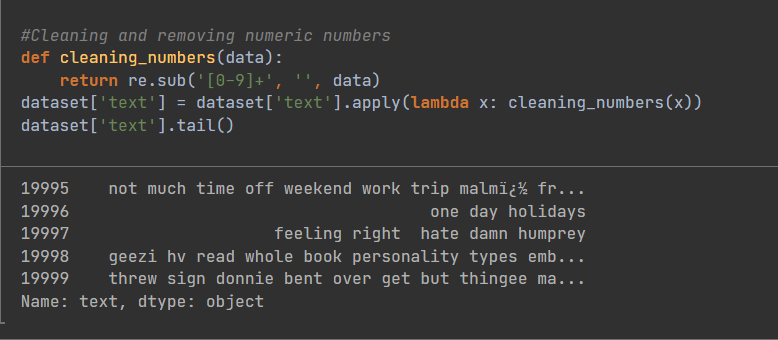 #Cleaning and removing numeric numbers
def cleaning_numbers(data):
    return re.sub('[0-9]+', '', data)
dataset['text'] = dataset['text'].apply(lambda x: cleaning_numbers(x))
dataset['text'].tail()
19995    not much time off weekend work trip malmï¿½ fr...
19996                                 one day holidays
19997                 feeling right  hate damn humprey
19998    geezi hv read whole book personality types emb...
19999    threw sign donnie bent over get but thingee ma...
Name: text, dtype: object